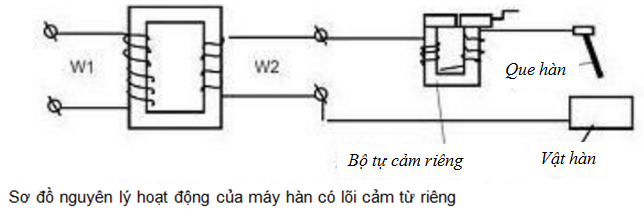 W1
W2
Que hàn
Bộ tự cảm riêng
Vật hàn
Sơ đồ nguyên lý hoạt động của máy hàn có lõi cảm từ riêng